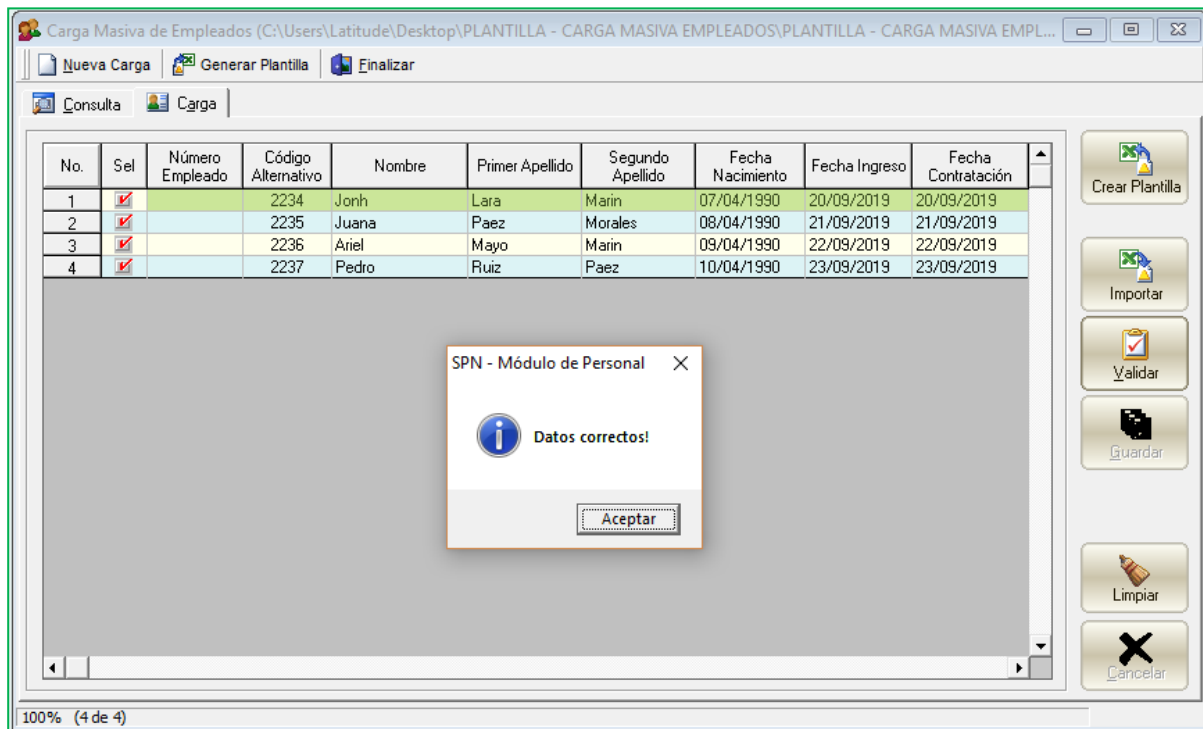 Carga Masiva de Empleados (C:\Users\Latitude\Desktop\PLANTILLA - CARGA MASIVA EMPLEADOS\PLANTILLA - CARGA MASIVA EMPL...
Nueva Carga Generar Plantilla Finalizar
Consulta Carga
No. Sel Número Empleado Código Alternativo Nombre Primer Apellido Segundo Apellido Fecha Nacimiento Fecha Ingreso Fecha Contratación
1 2234 Jonh Lara Marin 07/04/1990 20/09/2019 20/09/2019
2 2235 Juana Paez Morales 08/04/1990 21/09/2019 21/09/2019
3 2236 Ariel Mayo Marin 09/04/1990 22/09/2019 22/09/2019
4 2237 Pedro Ruiz Paez 10/04/1990 23/09/2019 23/09/2019
SPN - Módulo de Personal
Datos correctos!
Aceptar
Crear Plantilla
Importar
Validar
Guardar
Limpiar
Cancelar
100% (4 de 4)